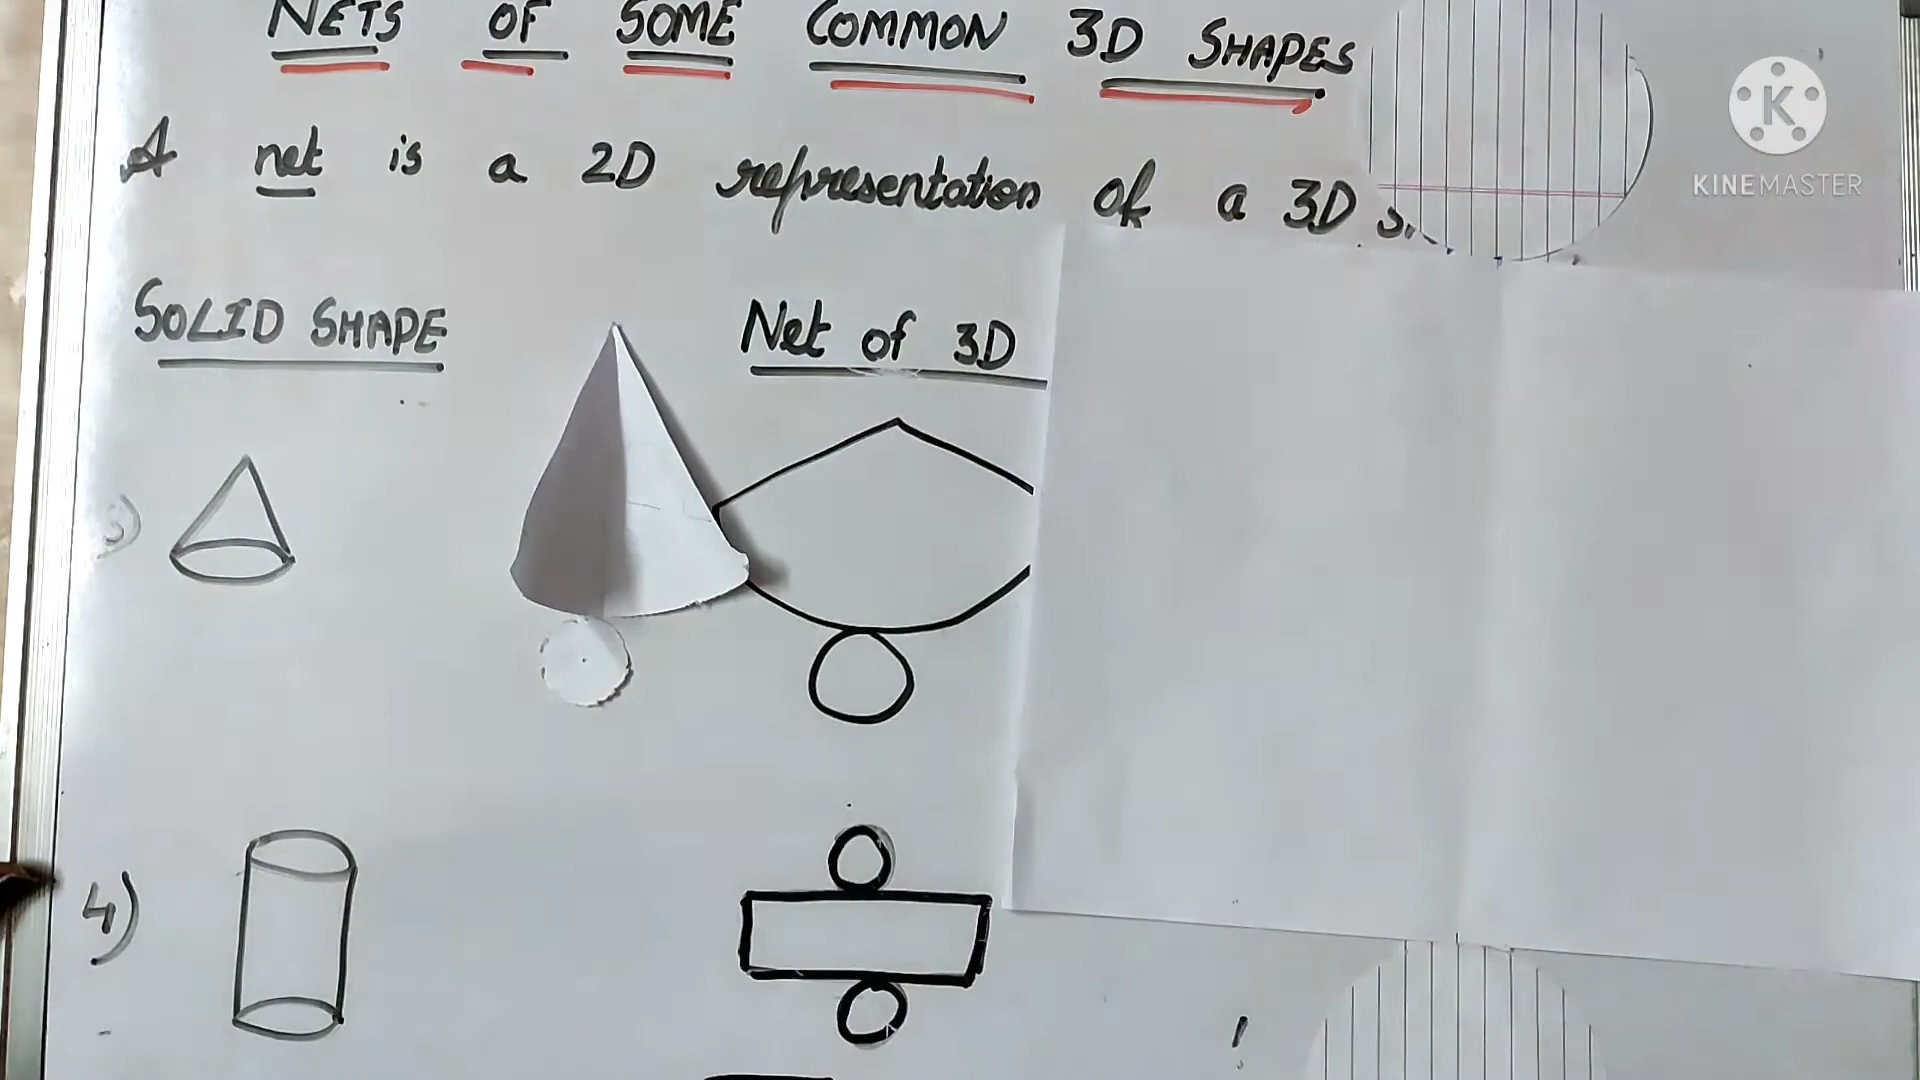 NETS OF SOME COMMON 3D SHAPES
A net is a 2D representation of a 3D
SOLID SHAPE
Net of 3D
3)
4)
K
KINEMASTER